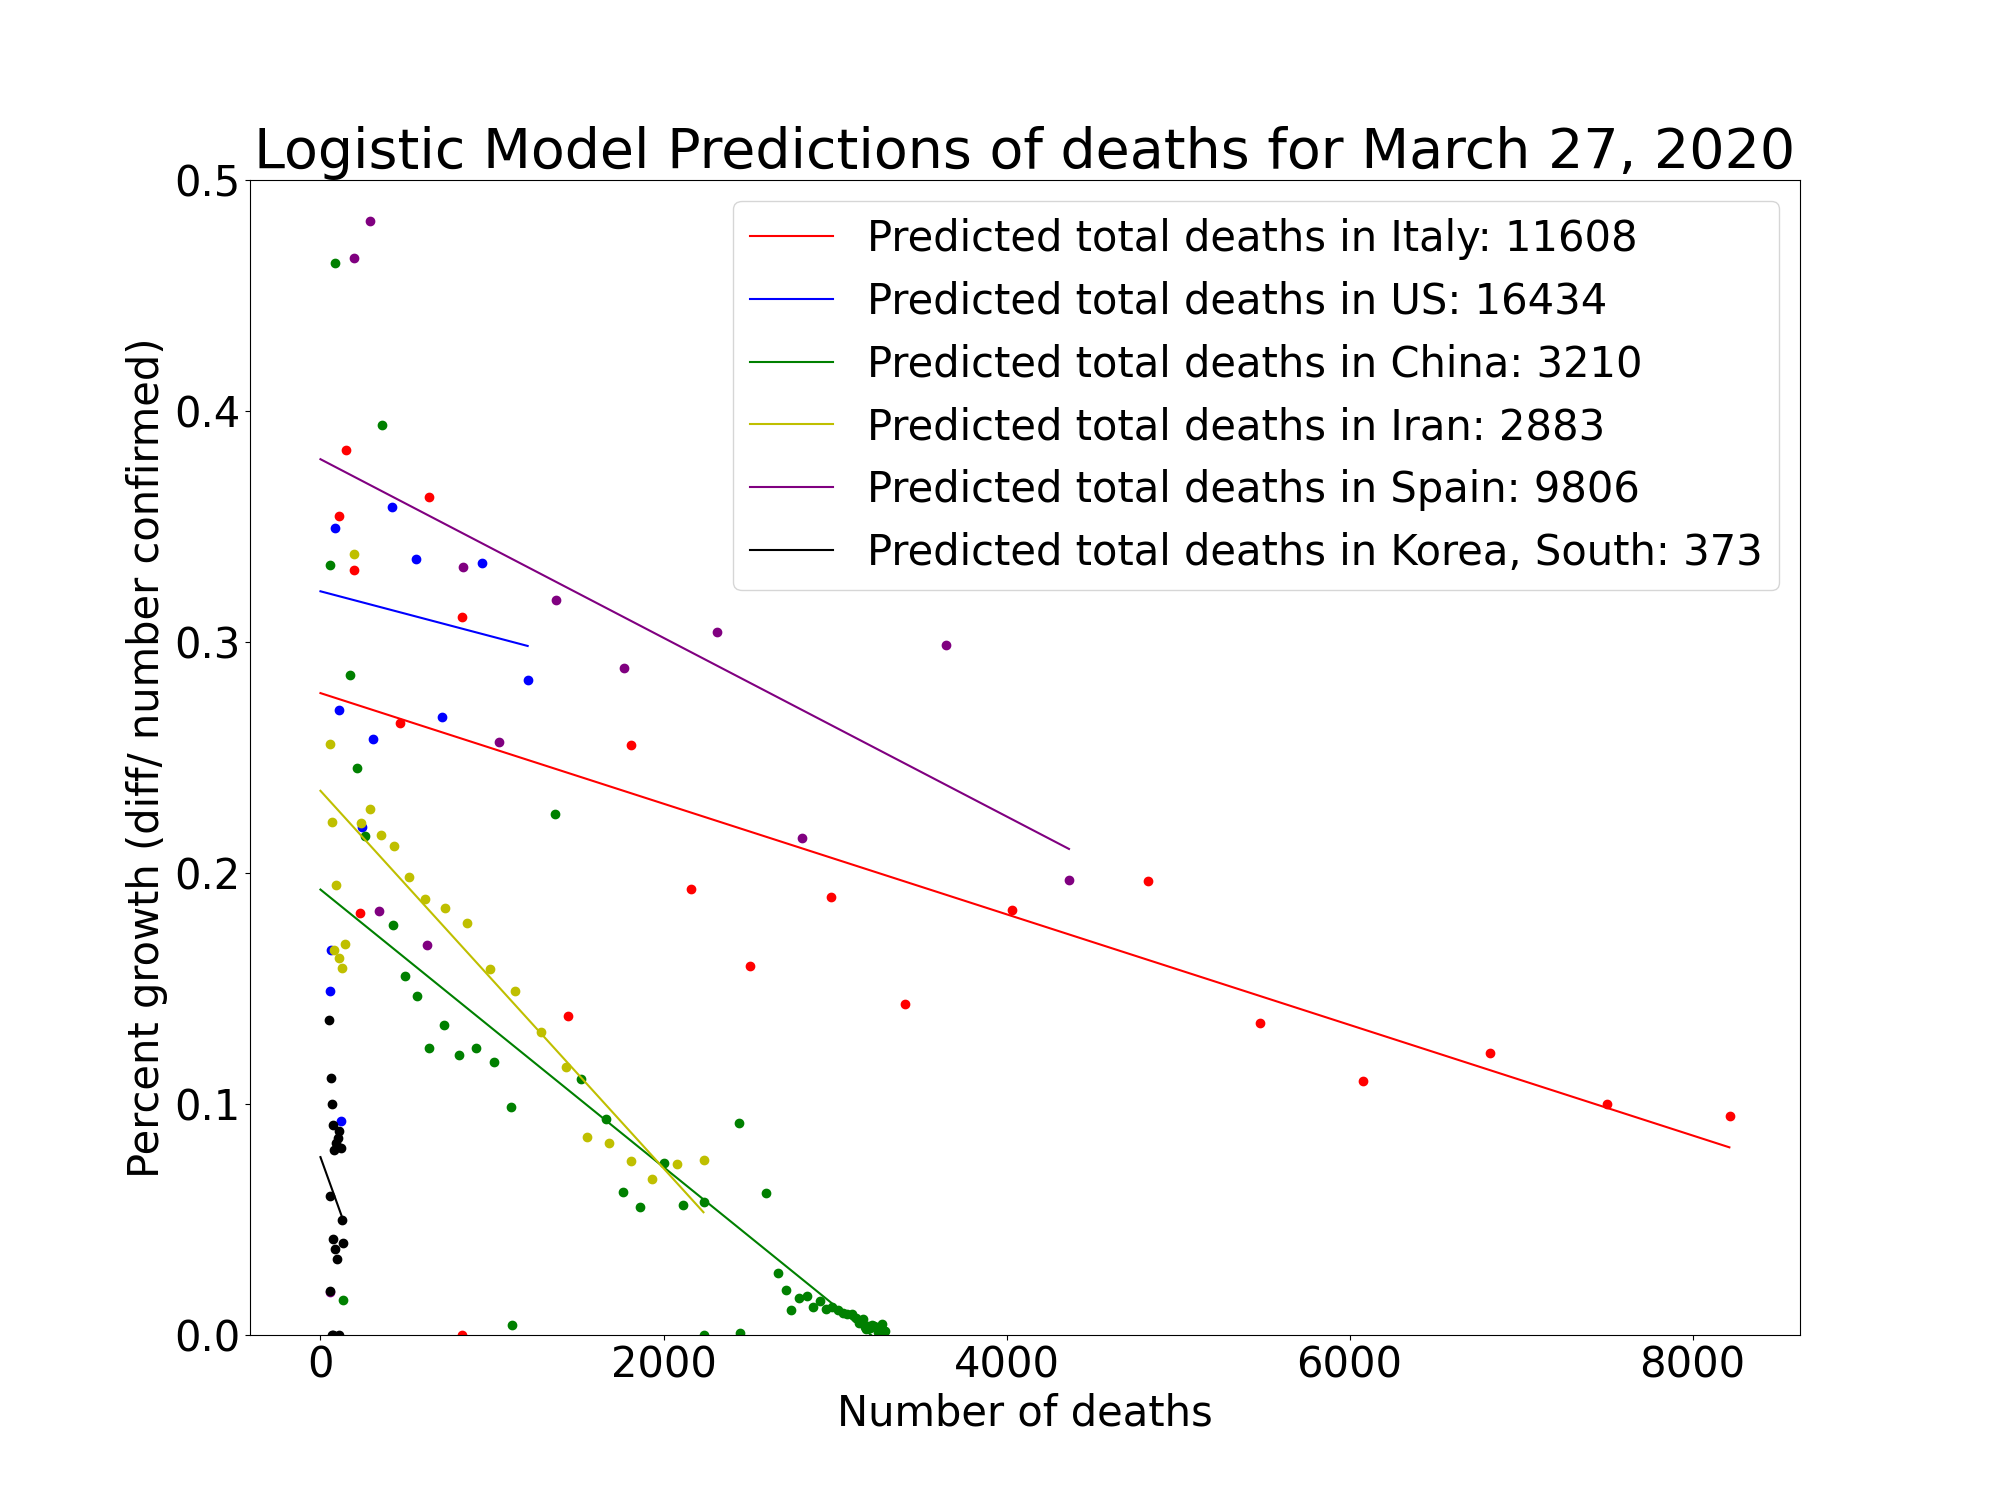 Logistic Model Predictions of deaths for March 27, 2020
0.5
0.4
0.3
0.2
0.1
0.0
Percent growth (diff/ number confirmed)
Predicted total deaths in Italy: 11608
Predicted total deaths in US: 16434
Predicted total deaths in China: 3210
Predicted total deaths in Iran: 2883
Predicted total deaths in Spain: 9806
Predicted total deaths in Korea, South: 373
0 2000 4000 6000 8000
Number of deaths